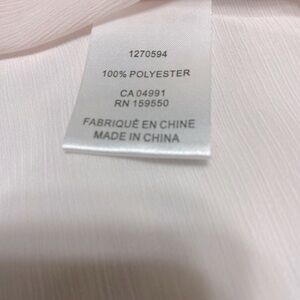 1270594
100% POLYESTER
CA 04991
RN 159550
FABRIQUÉ EN CHINE
MADE IN CHINA